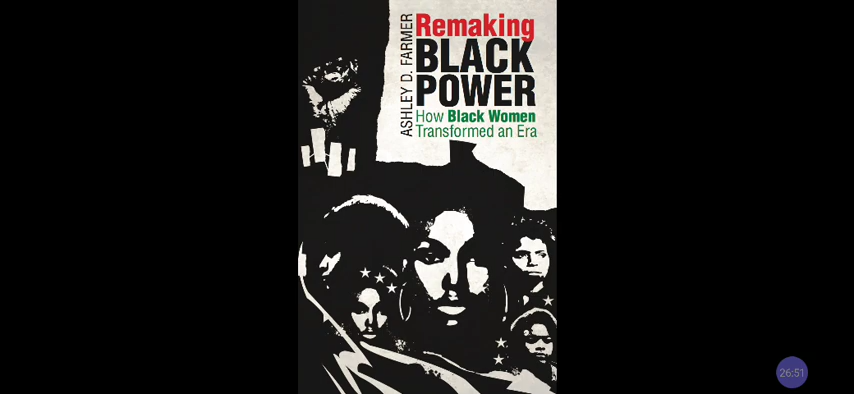 Remaking
BLACK
POWER
How Black Women
Transformed an Era
ASHLEY D. FARMER
26:51